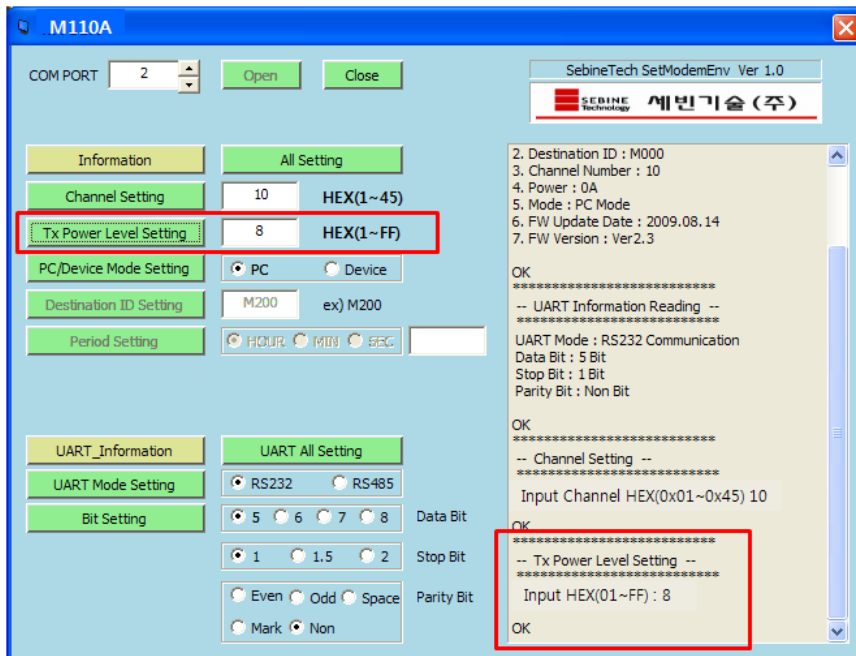 M110A
COM PORT 2 Open Close
SebineTech SetModemEnv Ver 1.0
SEBINE Technology 세빈기술(주)
Information All Setting
Channel Setting 10 HEX(1~45)
Tx Power Level Setting 8 HEX(1~FF)
PC/Device Mode Setting PC Device
Destination ID Setting M200 ex) M200
Period Setting HOUR MIN SEC
UART_Information UART All Setting
UART Mode Setting RS232 RS485
Bit Setting 5 6 7 8 Data Bit
1 1.5 2 Stop Bit
Even Odd Space Parity Bit
Mark Non
2. Destination ID : M000
3. Channel Number : 10
4. Power : 0A
5. Mode : PC Mode
6. FW Update Date : 2009.08.14
7. FW Version : Ver2.3
OK
**************************
-- UART Information Reading --
**************************
UART Mode : RS232 Communication
Data Bit : 5 Bit
Stop Bit : 1 Bit
Parity Bit : Non Bit
OK
**************************
-- Channel Setting --
**************************
Input Channel HEX(0x01~0x45) 10
OK
**************************
-- Tx Power Level Setting --
**************************
Input HEX(01~FF) : 8
OK